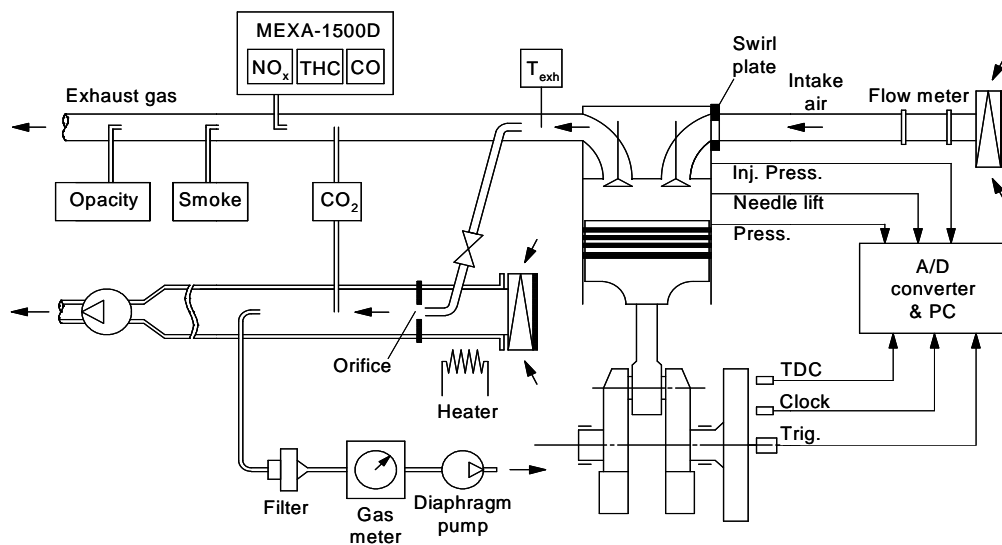 MEXA-1500D
NOx THC CO
Texh
Swirl
plate
Intake
air
Flow meter
Exhaust gas
Opacity
Smoke
CO2
Inj. Press.
Needle lift
Press.
A/D
converter
& PC
Orifice
Heater
TDC
Clock
Trig.
Filter
Gas
meter
Diaphragm
pump